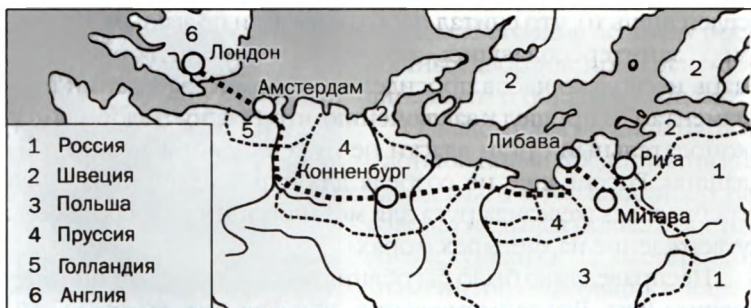 6
Лондон
Амстердам
5
4
Конненбург
2
2
2
Либава
Рига
1
Митава
4
3
1
1 Россия
2 Швеция
3 Польша
4 Пруссия
5 Голландия
6 Англия